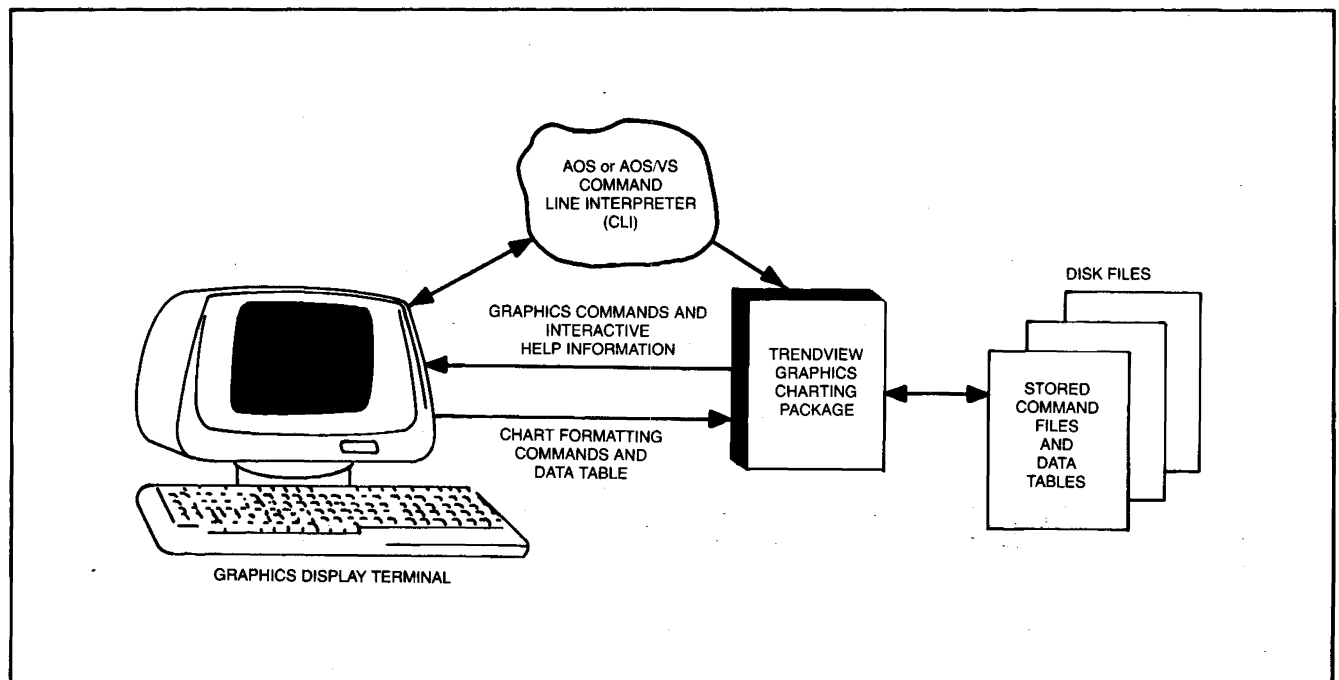 AOS or AOS/VS
COMMAND
LINE INTERPRETER
(CLI)
DISK FILES
GRAPHICS COMMANDS AND
INTERACTIVE
HELP INFORMATION
TRENDVIEW
GRAPHICS
CHARTING
PACKAGE
STORED
COMMAND
FILES
AND
DATA
TABLES
CHART FORMATTING
COMMANDS AND
DATA TABLE
GRAPHICS DISPLAY TERMINAL